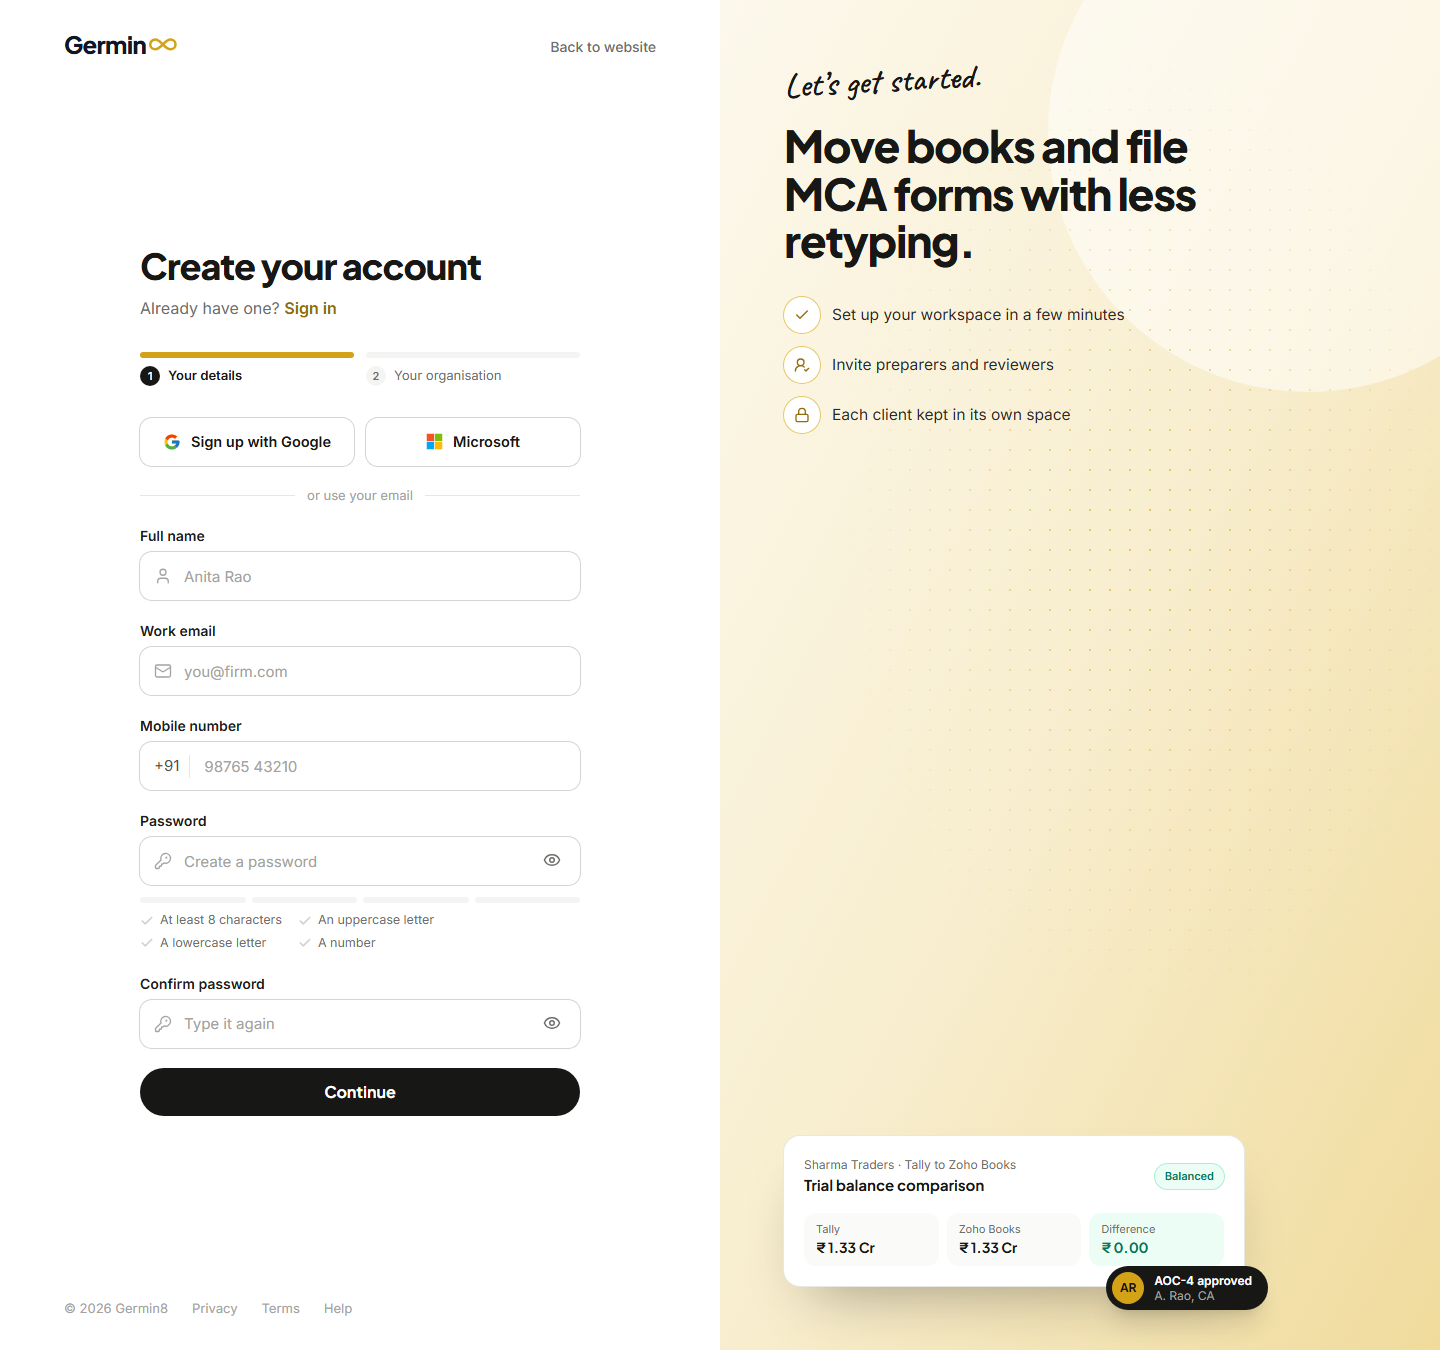 Germin
Back to website
Create your account
Already have one? Sign in
1 Your details
2 Your organisation
Sign up with Google
Microsoft
or use your email
Full name
Anita Rao
Work email
you@firm.com
Mobile number
+91 98765 43210
Password
Create a password
At least 8 characters
An uppercase letter
A lowercase letter
A number
Confirm password
Type it again
Continue
© 2026 Germin8 Privacy Terms Help
Let's get started.
Move books and file
MCA forms with less
retyping.
Set up your workspace in a few minutes
Invite preparers and reviewers
Each client kept in its own space
Sharma Traders · Tally to Zoho Books
Trial balance comparison
Balanced
Tally
₹1.33 Cr
Zoho Books
₹1.33 Cr
Difference
₹0.00
AR
AOC-4 approved
A. Rao, CA